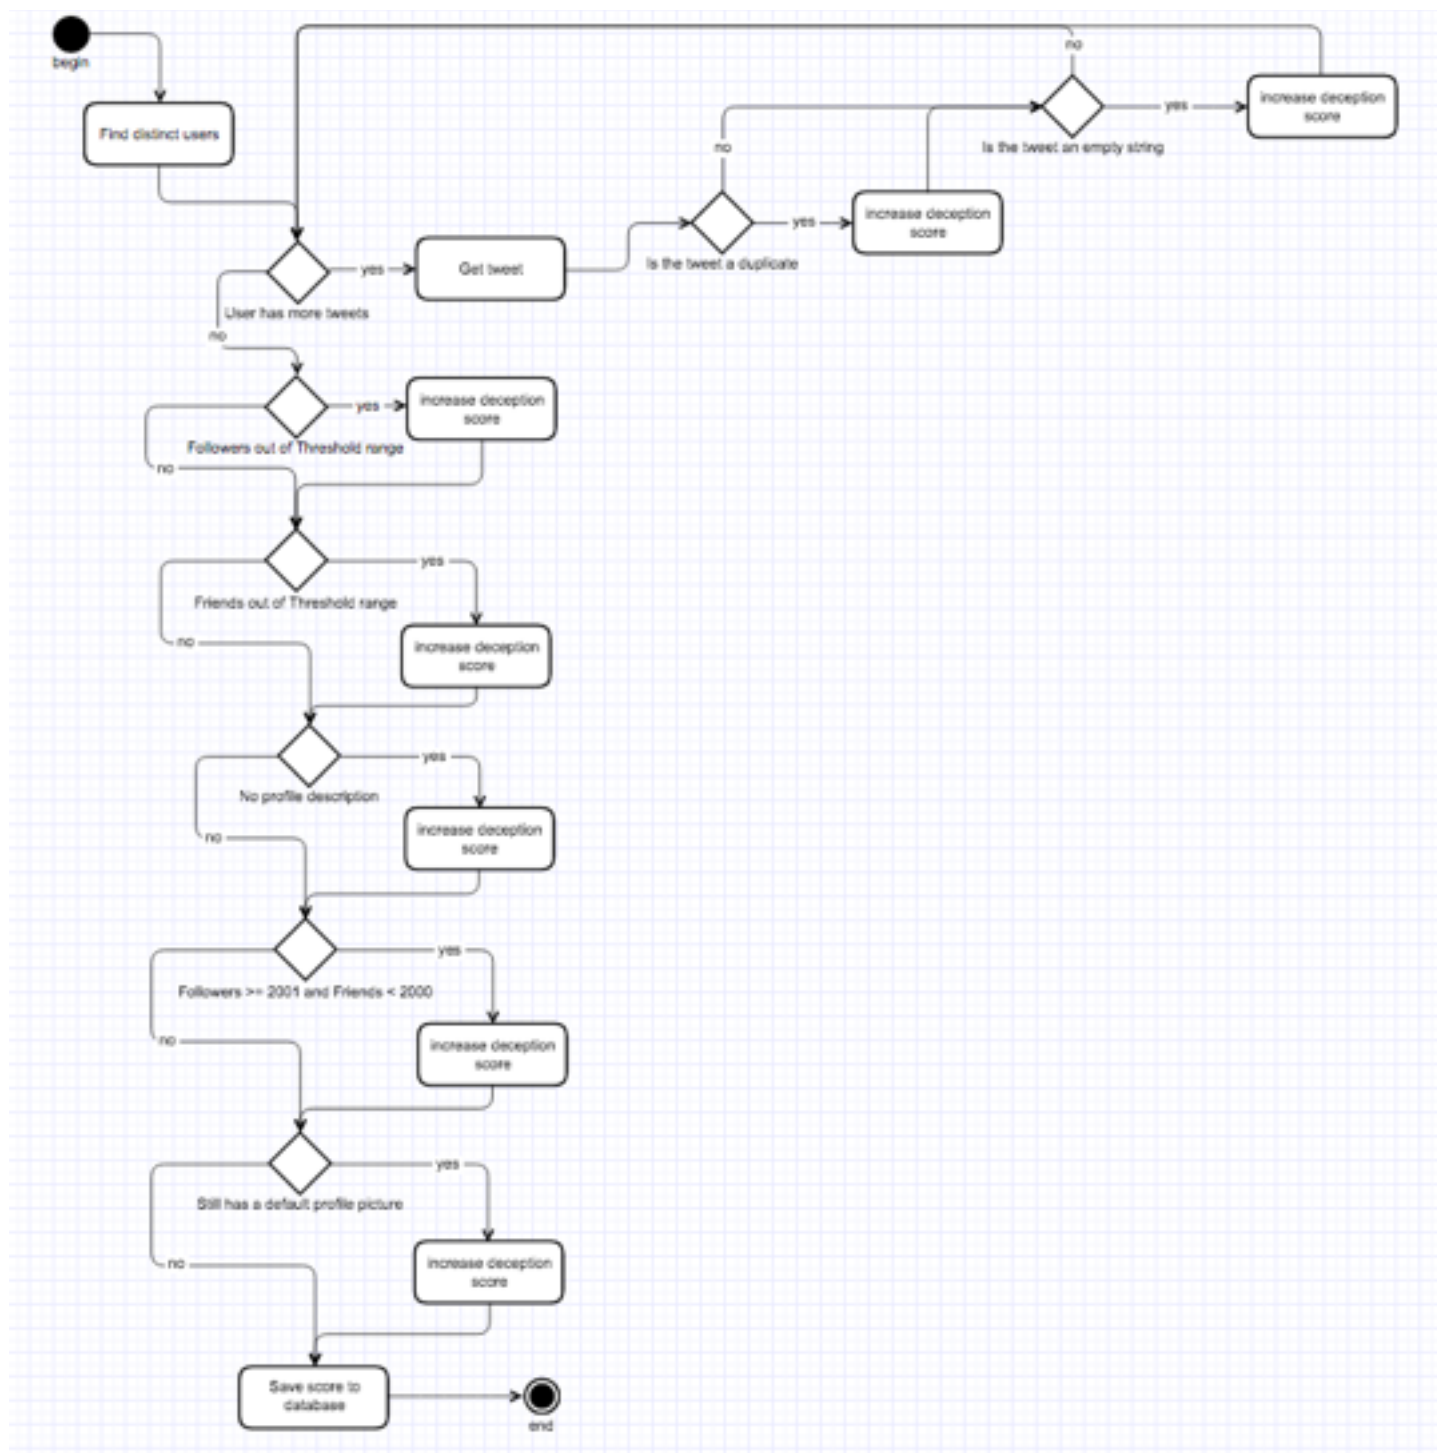 begin
Find distinct users
no
increase deception
score
yes
Is the tweet an empty string
no
increase deception
score
yes
Is the tweet a duplicate
Get tweet
yes
User has more tweets
no
yes
increase deception
score
Followers out of Threshold range
no
yes
Friends out of Threshold range
no
increase deception
score
yes
No profile description
no
increase deception
score
yes
Followers >= 2001 and Friends < 2000
no
increase deception
score
yes
Still has a default profile picture
no
increase deception
score
Save score to
database
end